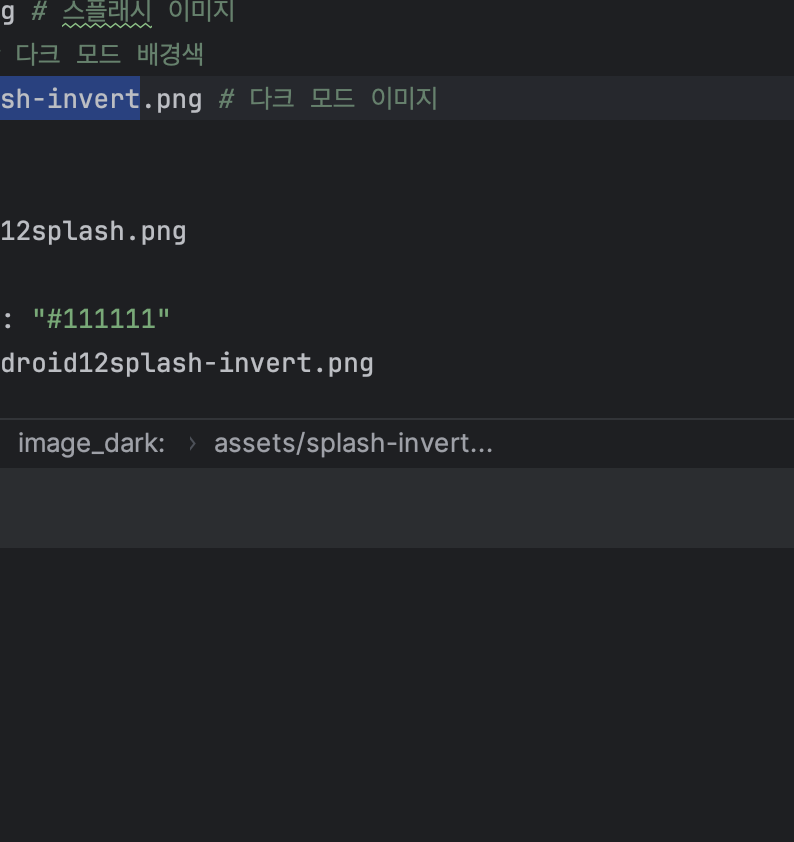 g # 스플래시 이미지
다크 모드 배경색
sh-invert.png # 다크 모드 이미지
12splash.png
: "#111111"
droid12splash-invert.png
image_dark: › assets/splash-invert...